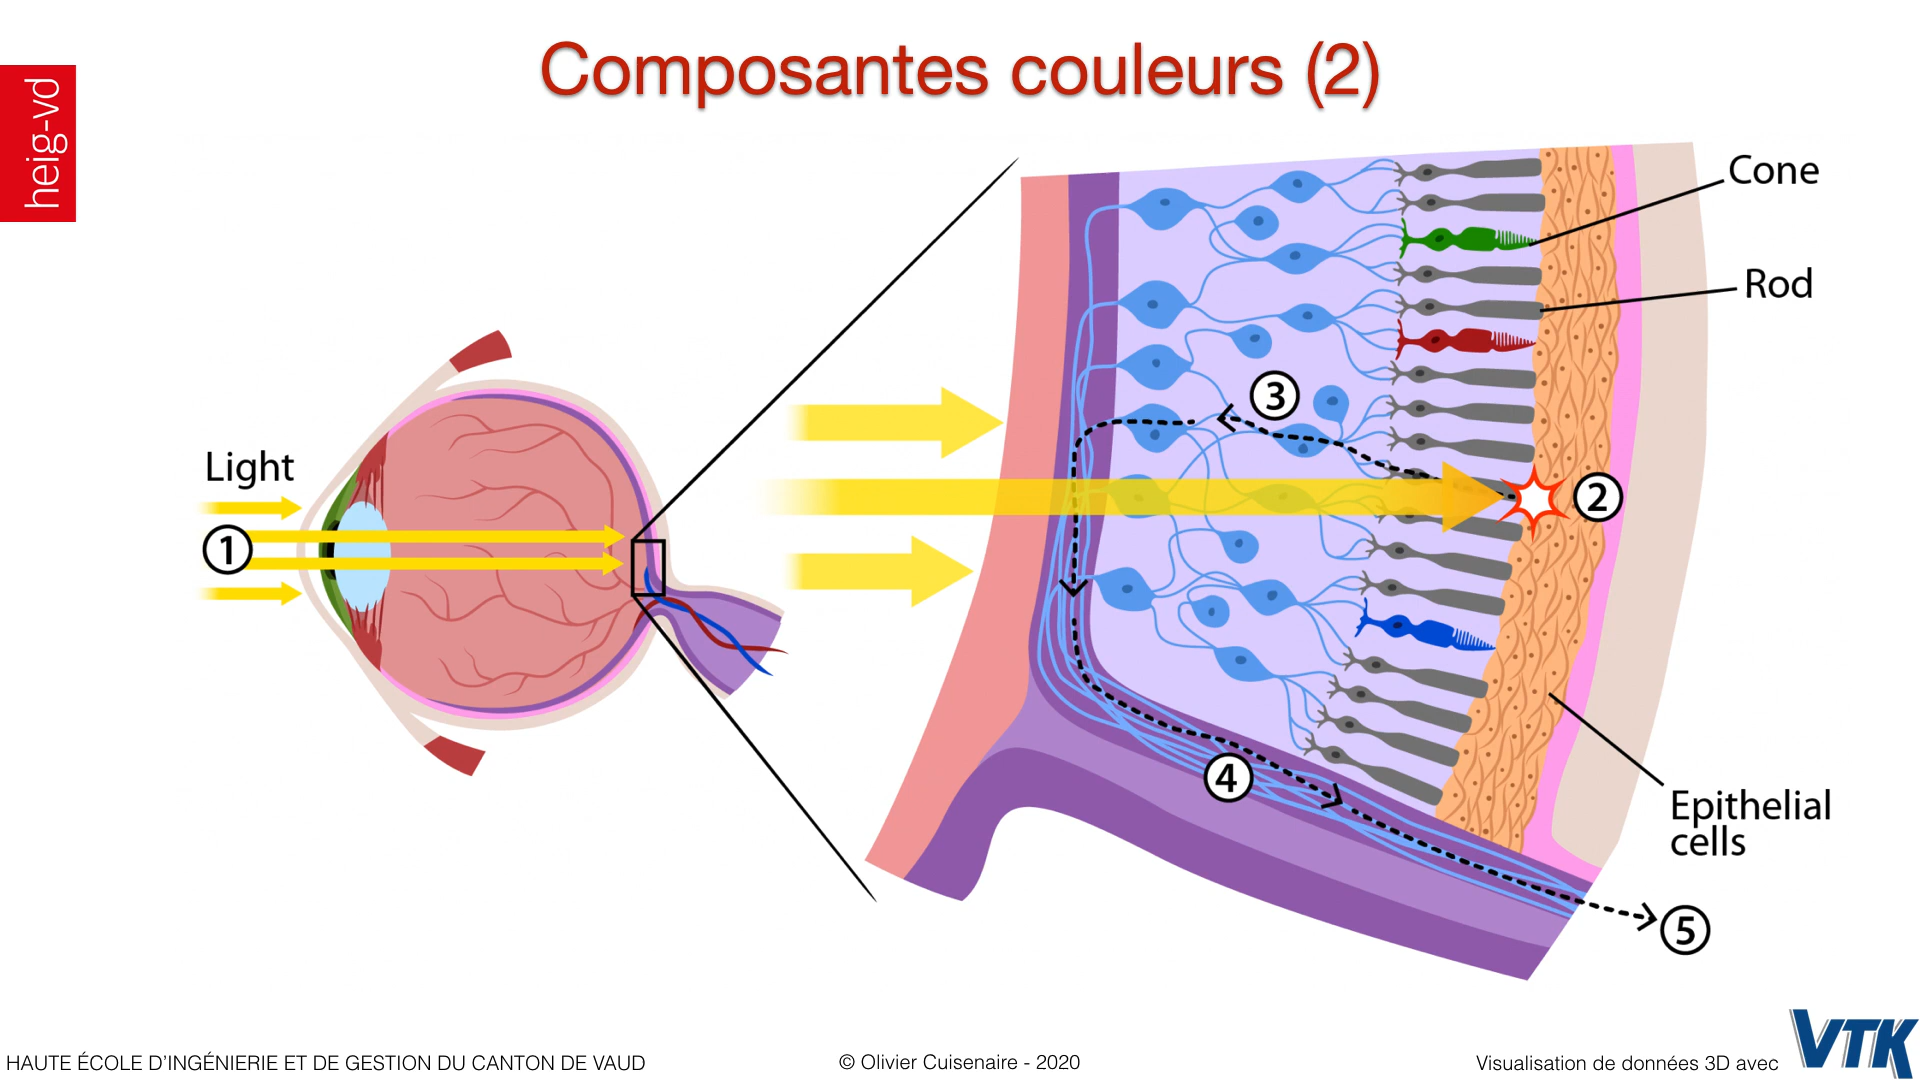 Composantes couleurs (2)
heig-vd
Cone
Rod
3
Light
2
1
4
Epithelial
cells
5
HAUTE ÉCOLE D’INGÉNIERIE ET DE GESTION DU CANTON DE VAUD
© Olivier Cuisenaire - 2020
Visualisation de données 3D avec
VTK